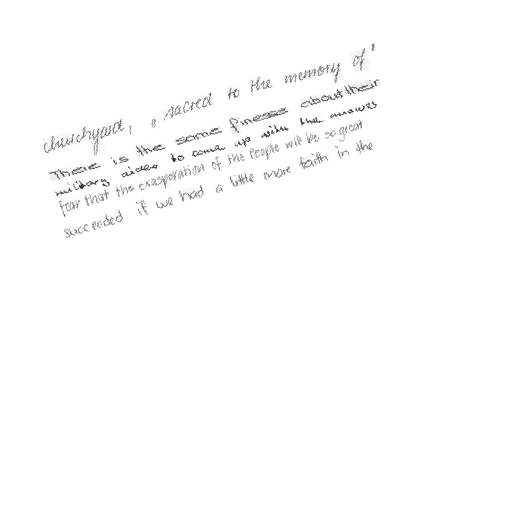 churchyard, " sacred to the memory of "
There is the same finesse about their
military aides to come up with the answer
fear that the exasporation of the People will be so great
succeeded if we had a little more faith in the